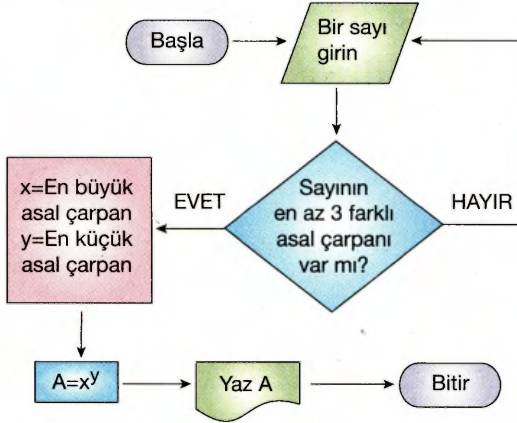 Başla
Bir sayı
girin
Sayının
en az 3 farklı
asal çarpanı
var mı?
EVET
HAYIR
x=En büyük
asal çarpan
y=En küçük
asal çarpan
A=x^y
Yaz A
Bitir